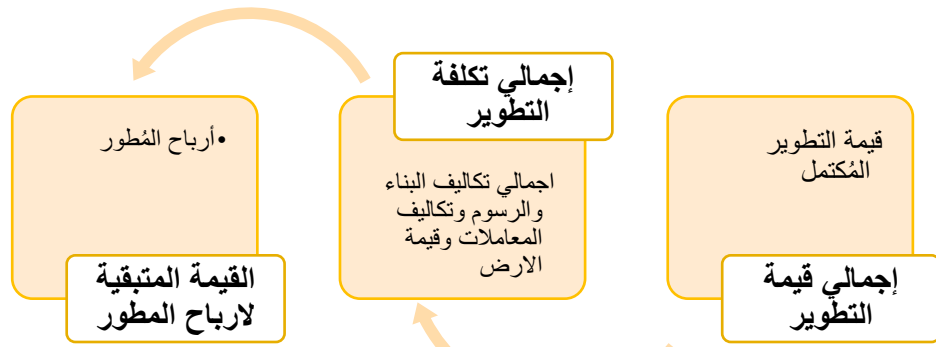 قيمة التطوير
المُكتمل
إجمالي قيمة
التطوير
إجمالي تكلفة
التطوير
اجمالي تكاليف البناء
والرسوم وتكاليف
المعاملات وقيمة
الارض
•أرباح المُطور
القيمة المتبقية
لارباح المطور